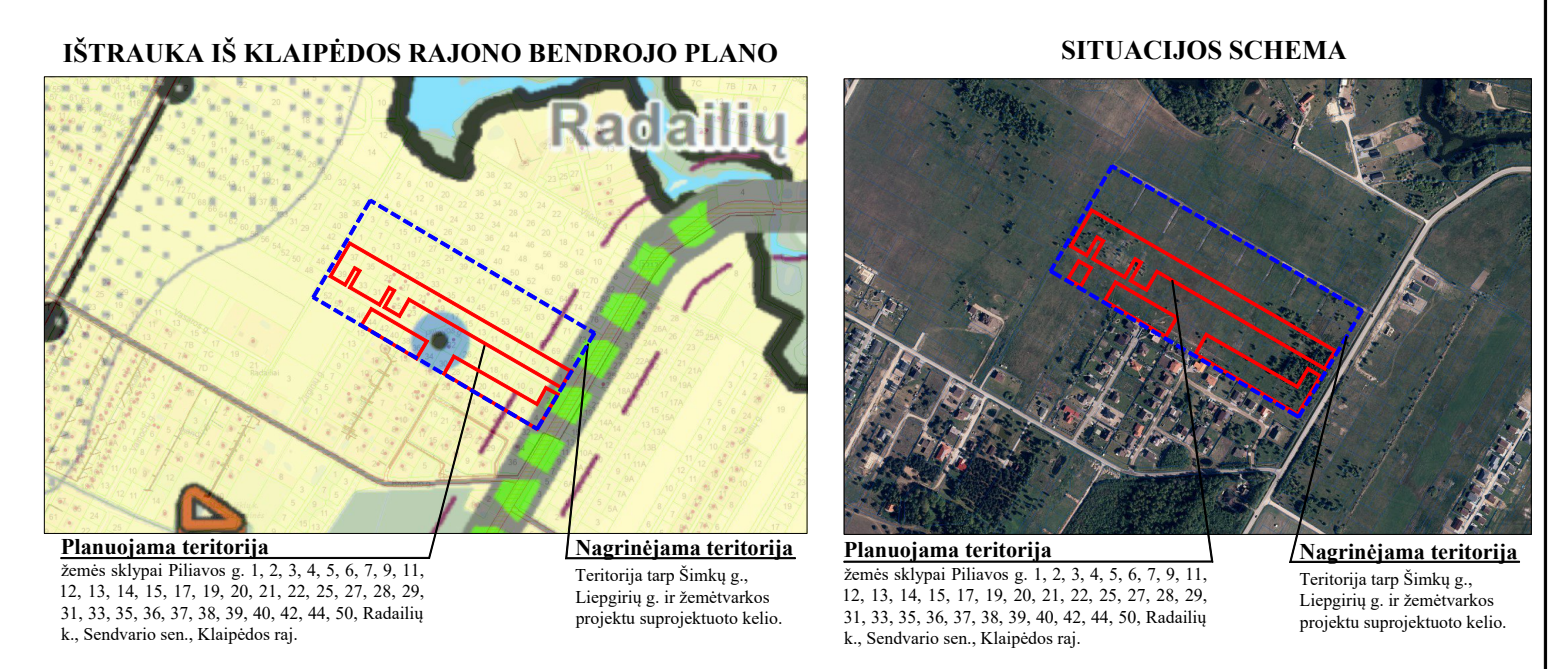 IŠTRAUKA IŠ KLAIPĖDOS RAJONO BENDROJO PLANO
Radailių
Planuojama teritorija
žemės sklypai Piliavos g. 1, 2, 3, 4, 5, 6, 7, 9, 11,
12, 13, 14, 15, 17, 19, 20, 21, 22, 25, 27, 28, 29,
31, 33, 35, 36, 37, 38, 39, 40, 42, 44, 50, Radailių
k., Sendvario sen., Klaipėdos raj.
Nagrinėjama teritorija
Teritorija tarp Šimkų g.,
Liepgirių g. ir žemėtvarkos
projektu suprojektuoto kelio.
SITUACIJOS SCHEMA
Planuojama teritorija
žemės sklypai Piliavos g. 1, 2, 3, 4, 5, 6, 7, 9, 11,
12, 13, 14, 15, 17, 19, 20, 21, 22, 25, 27, 28, 29,
31, 33, 35, 36, 37, 38, 39, 40, 42, 44, 50, Radailių
k., Sendvario sen., Klaipėdos raj.
Nagrinėjama teritorija
Teritorija tarp Šimkų g.,
Liepgirių g. ir žemėtvarkos
projektu suprojektuoto kelio.